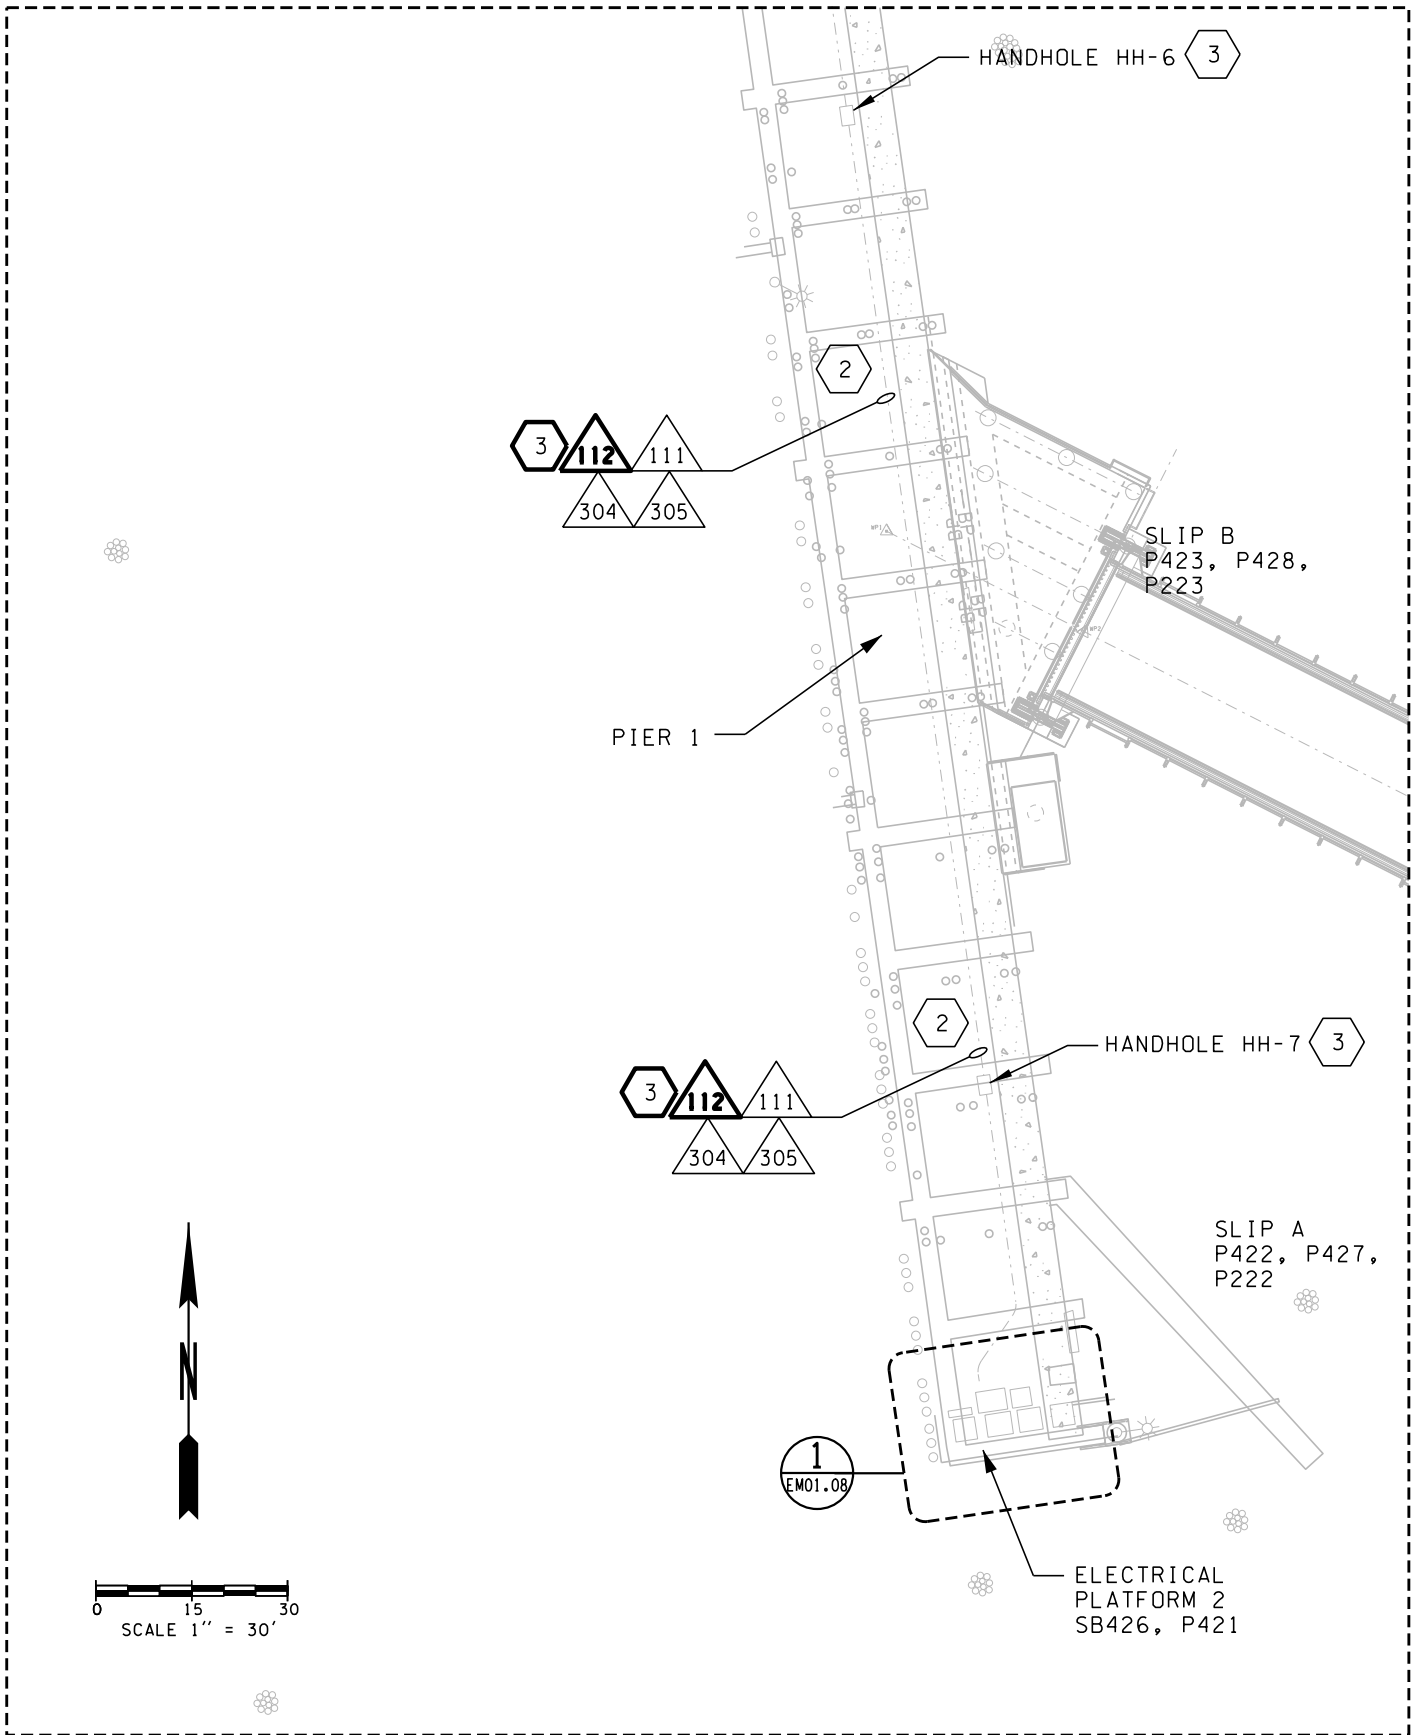 HANDHOLE HH-6 3
2
3 112 111
304 305
WP1
SLIP B
P423, P428,
P223
WP2
PIER 1
2
HANDHOLE HH-7 3
3 112 111
304 305
SLIP A
P422, P427,
P222
N
1
EM01.08
ELECTRICAL
PLATFORM 2
SB426, P421
0 15 30
SCALE 1'' = 30'